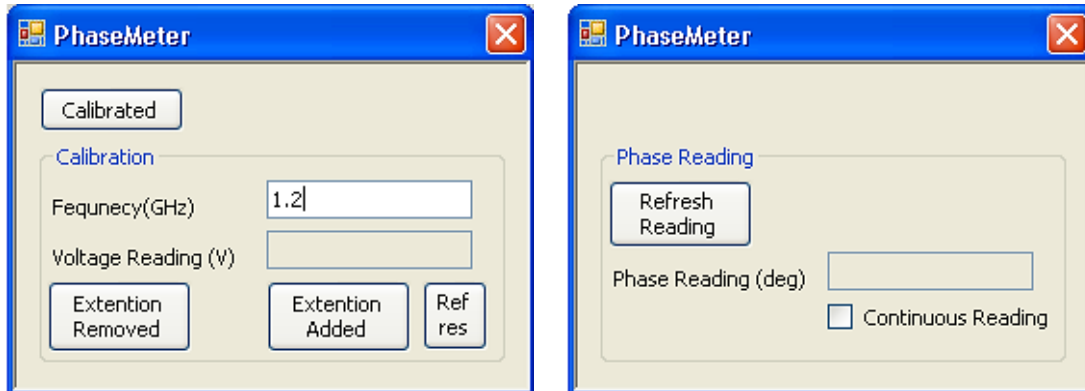 PhaseMeter
Calibrated
Calibration
Fequnecy(GHz)
1.2
Voltage Reading (V)
Extention
Removed
Extention
Added
Ref
res
PhaseMeter
Phase Reading
Refresh
Reading
Phase Reading (deg)
Continuous Reading